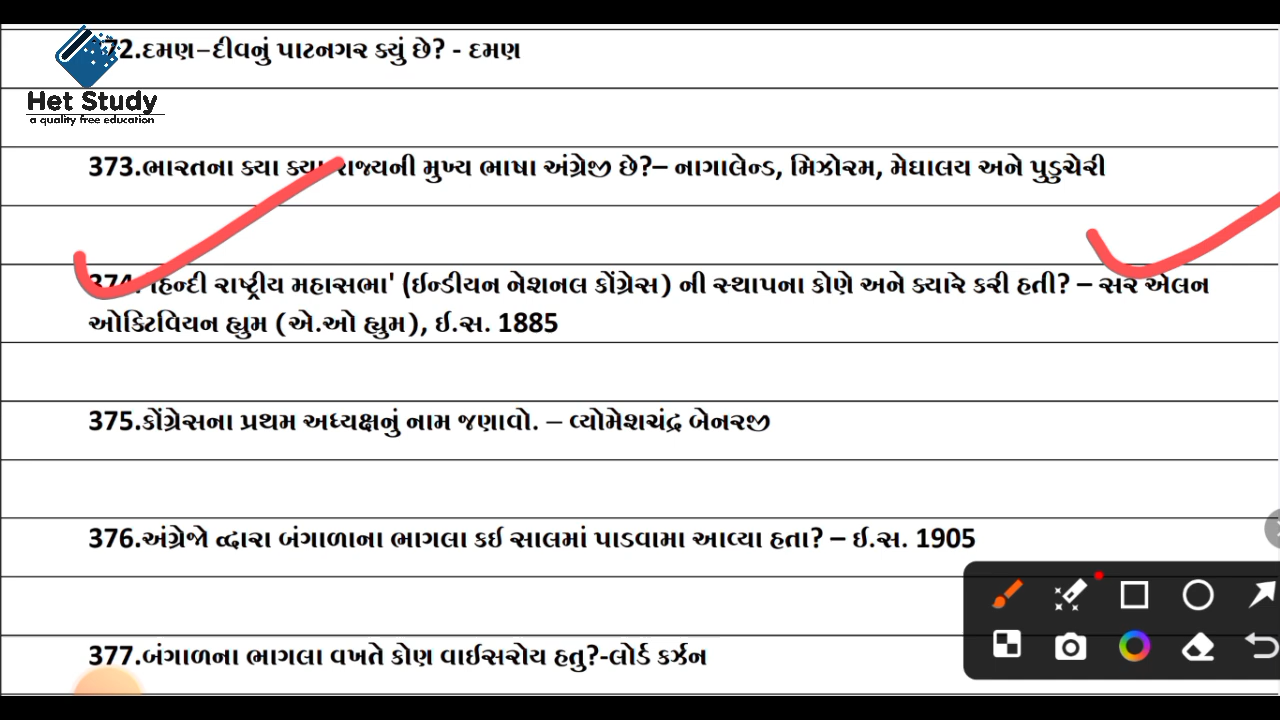 72.દમણ–દીવનું પાટનગર ક્યું છે? - દમણ
Het Study
a quality free education
373.ભારતના ક્યા ક્યા રાજ્યની મુખ્ય ભાષા અંગ્રેજી છે?– નાગાલેન્ડ, મિઝોરમ, મેઘાલય અને પુડુચેરી
374. 'હિન્દી રાષ્ટ્રીય મહાસભા' (ઈન્ડીયન નેશનલ કોંગ્રેસ) ની સ્થાપના કોણે અને ક્યારે કરી હતી? – સર એલન
ઓક્ટિવિયન હ્યુમ (એ.ઓ હ્યુમ), ઈ.સ. 1885
375.કોંગ્રેસના પ્રથમ અધ્યક્ષનું નામ જણાવો. – વ્યોમેશચંદ્ર બેનરજી
376.અંગ્રેજો ત્દ્વારા બંગાળાના ભાગલા કઈ સાલમાં પાડવામા આવ્યા હતા? – ઈ.સ. 1905
377.બંગાળના ભાગલા વખતે કોણ વાઈસરોય હતુ?-લોર્ડ કર્ઝન